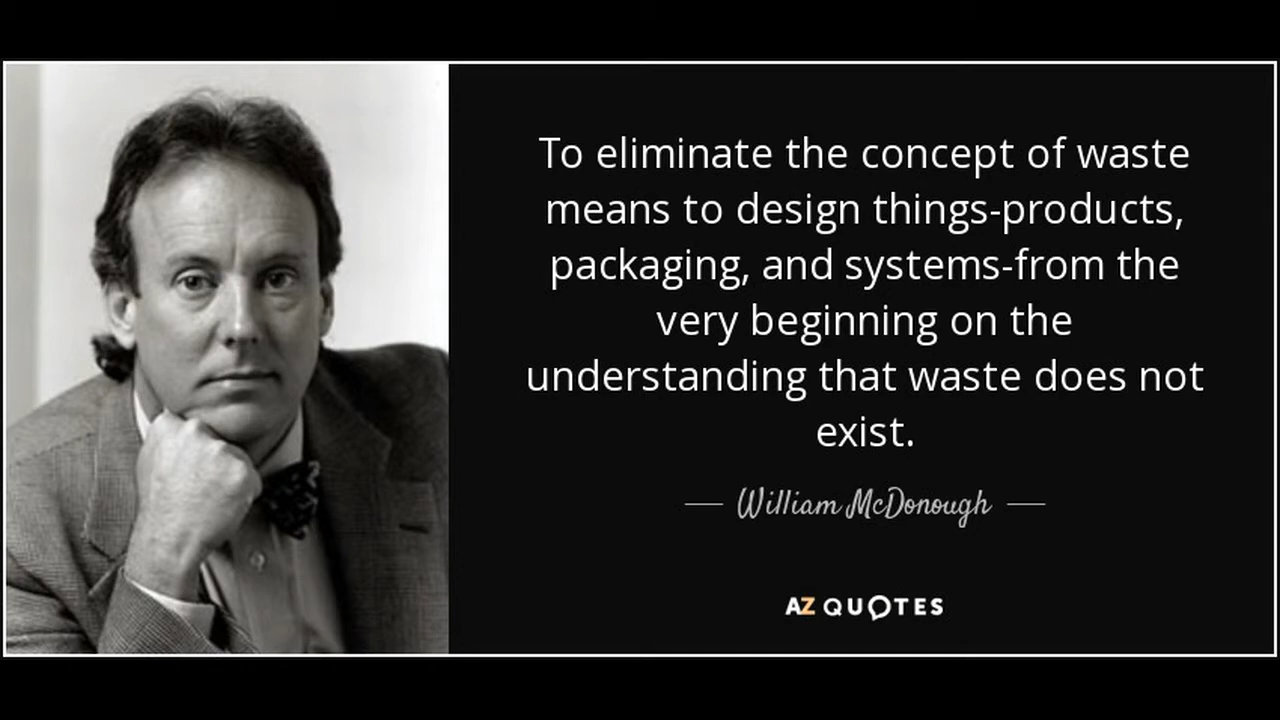 To eliminate the concept of waste
means to design things-products,
packaging, and systems-from the
very beginning on the
understanding that waste does not
exist.
William McDonough
AZ QUOTES